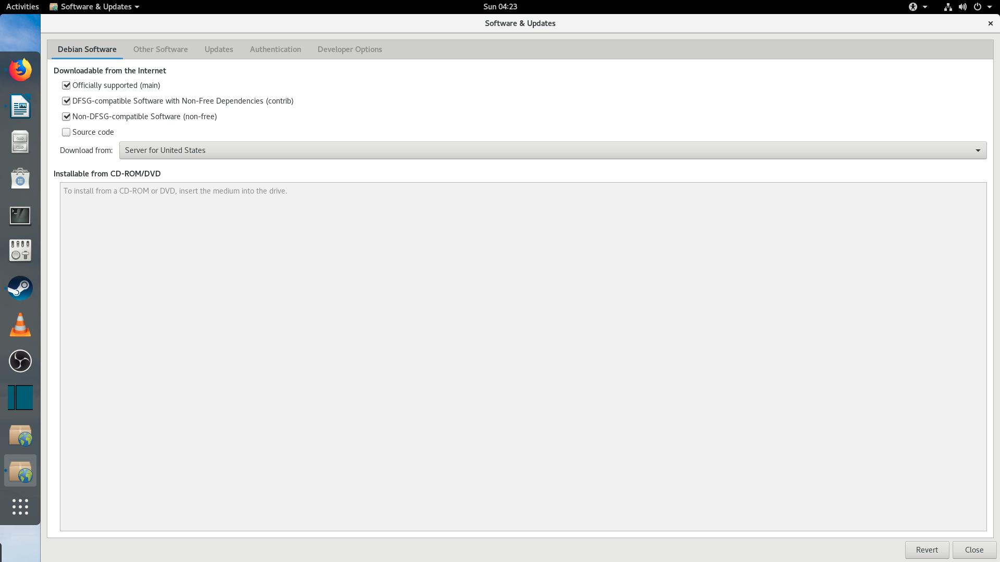 Activities
Software & Updates
Sun 04:23
Software & Updates
Debian Software
Other Software
Updates
Authentication
Developer Options
Downloadable from the Internet
Officially supported (main)
DFSG-compatible Software with Non-Free Dependencies (contrib)
Non-DFSG-compatible Software (non-free)
Source code
Download from:
Server for United States
Installable from CD-ROM/DVD
To install from a CD-ROM or DVD, insert the medium into the drive.
Revert
Close